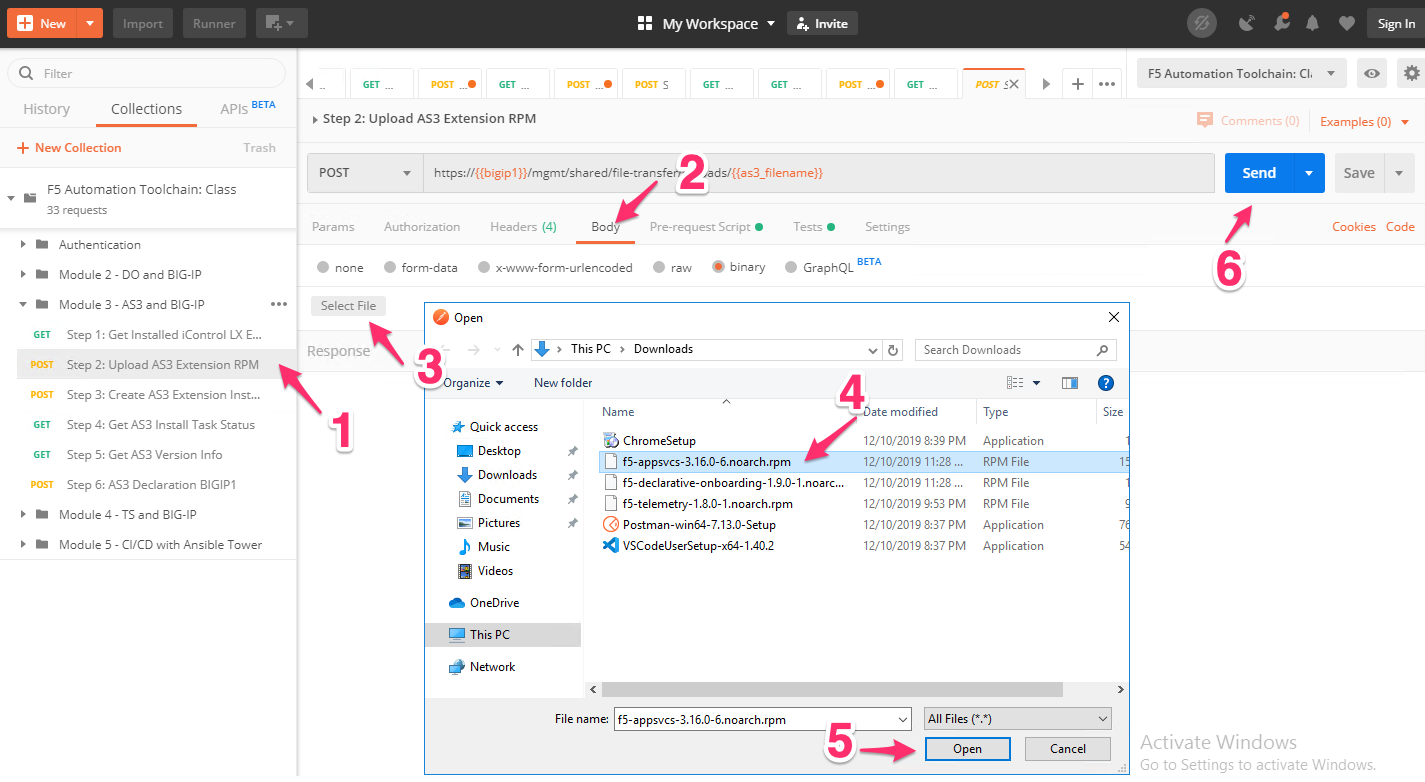 New
Import
Runner
My Workspace
Invite
Sign In
Filter
History
Collections
APIs BETA
New Collection
Trash
F5 Automation Toolchain: Class
33 requests
Authentication
Module 2 - DO and BIG-IP
Module 3 - AS3 and BIG-IP
GET Step 1: Get Installed iControl LX E...
POST Step 2: Upload AS3 Extension RPM
POST Step 3: Create AS3 Extension Inst...
GET Step 4: Get AS3 Install Task Status
GET Step 5: Get AS3 Version Info
POST Step 6: AS3 Declaration BIGIP1
Module 4 - TS and BIG-IP
Module 5 - CI/CD with Ansible Tower
.. GET ... POST ... GET ... POST ... POST S GET ... GET ... POST ... GET ... POST S
F5 Automation Toolchain: Cl
Step 2: Upload AS3 Extension RPM
Comments (0)
Examples (0)
POST
https://{{bigip1}}/mgmt/shared/file-transfer ads/{{as3_filename}}
Send
Save
Params
Authorization
Headers (4)
Body
Pre-request Script
Tests
Settings
Cookies
Code
none
form-data
x-www-form-urlencoded
raw
binary
GraphQL BETA
Select File
Response
1
2
3
4
5
6
Open
This PC > Downloads
Search Downloads
Organize
New folder
Quick access
Desktop
Downloads
Documents
Pictures
Music
Videos
OneDrive
This PC
Network
Name Date modified Type Size
ChromeSetup 12/10/2019 8:39 PM Application 1
f5-appsvcs-3.16.0-6.noarch.rpm 12/10/2019 11:28 ... RPM File 15
f5-declarative-onboarding-1.9.0-1.noarc... 12/10/2019 11:28 ... RPM File 1
f5-telemetry-1.8.0-1.noarch.rpm 12/10/2019 9:53 PM RPM File 9
Postman-win64-7.13.0-Setup 12/10/2019 8:37 PM Application 76
VSCodeUserSetup-x64-1.40.2 12/10/2019 8:37 PM Application 54
File name: f5-appsvcs-3.16.0-6.noarch.rpm
All Files (*.*)
Open
Cancel
Activate Windows
Go to Settings to activate Windows.